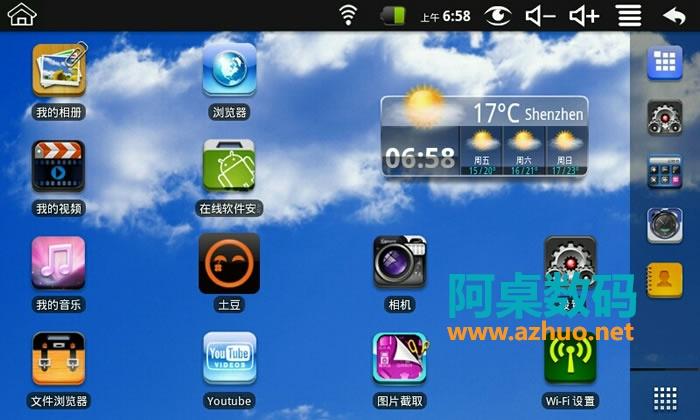 上午 6:58
我的相册
浏览器
17°C Shenzhen
06:58
周五 周六 周日
15/20° 16/21° 17/23°
我的视频
在线软件安
我的音乐
土豆
相机
阿桌数码
www.azhuo.net
You Tube
VIDEOS
文件浏览器
Youtube
图片截取
Wi-Fi 设置